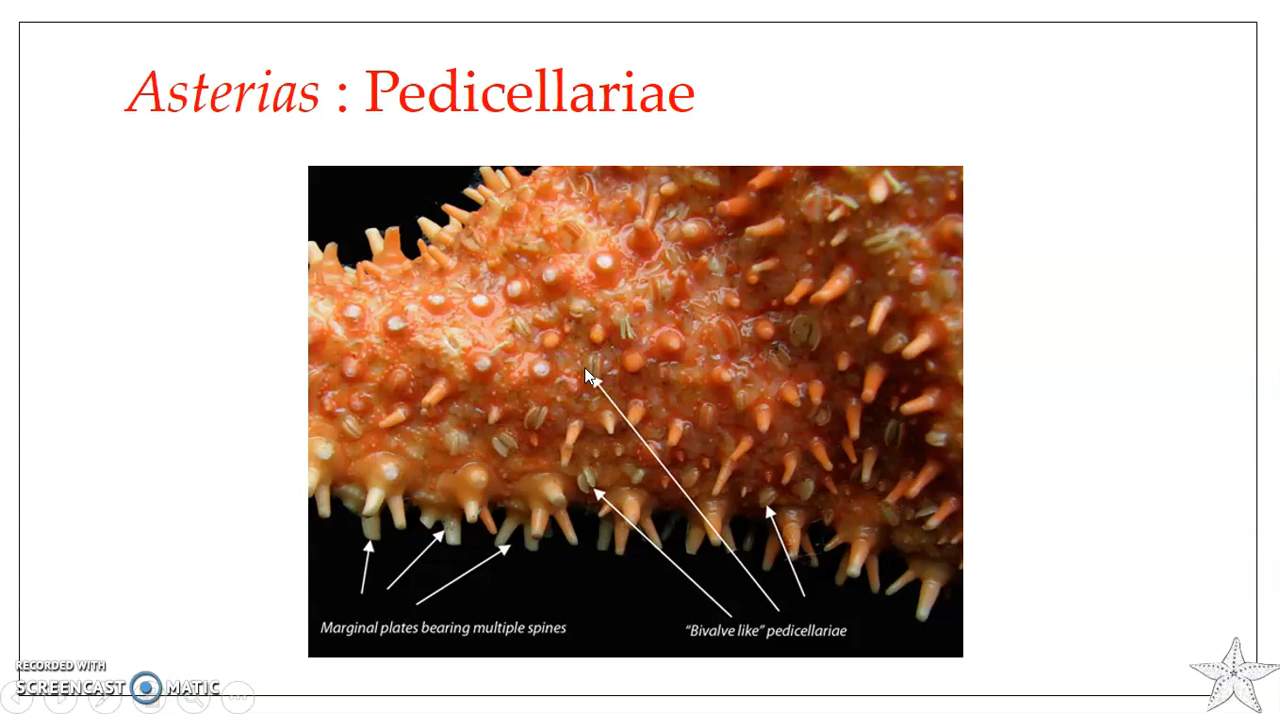 Asterias : Pedicellariae
Marginal plates bearing multiple spines
“Bivalve like” pedicellariae
RECORDED WITH
SCREENCAST MATIC